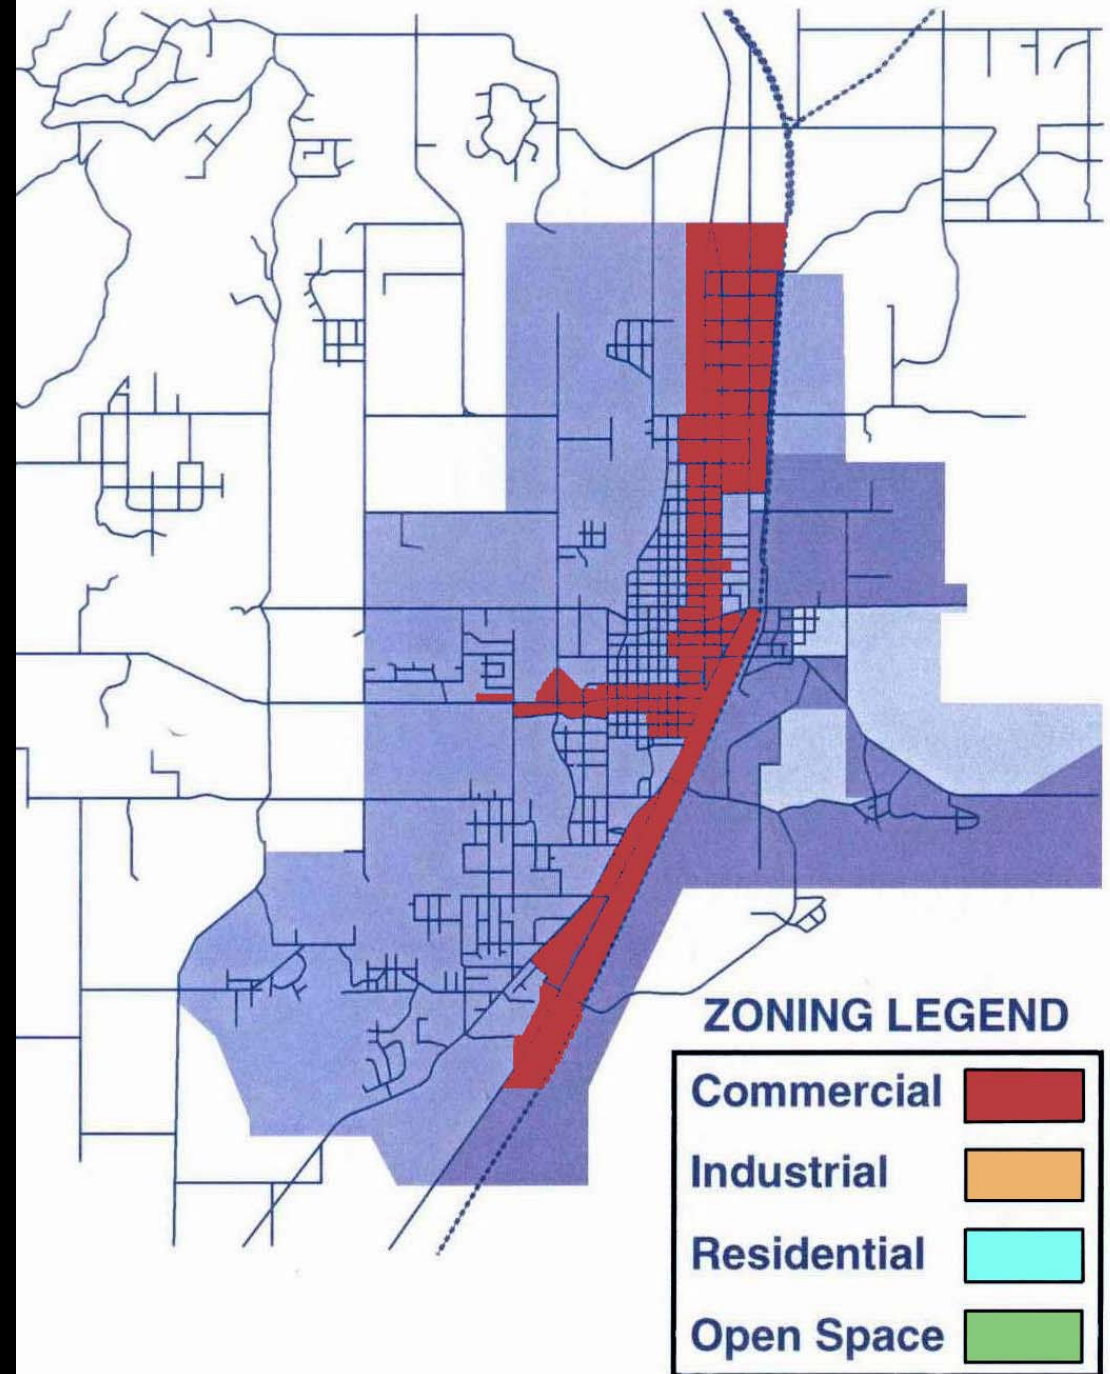 ZONING LEGEND
Commercial
Industrial
Residential
Open Space